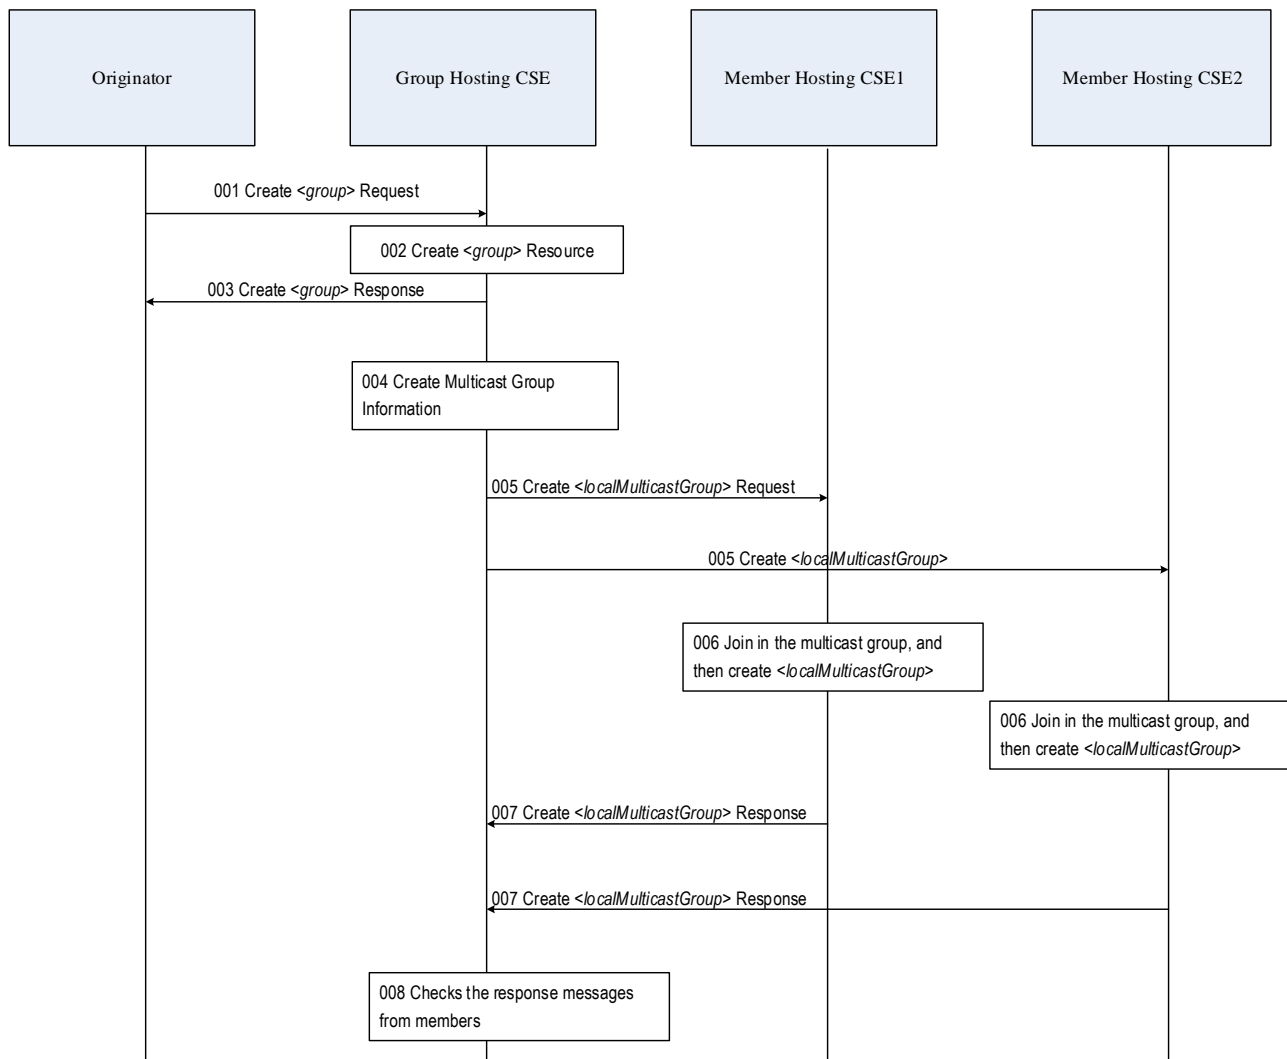 Originator
Group Hosting CSE
Member Hosting CSE1
Member Hosting CSE2
001 Create <group> Request
002 Create <group> Resource
003 Create <group> Response
004 Create Multicast Group
Information
005 Create <localMulticastGroup> Request
005 Create <localMulticastGroup>
006 Join in the multicast group, and
then create <localMulticastGroup>
006 Join in the multicast group, and
then create <localMulticastGroup>
007 Create <localMulticastGroup> Response
007 Create <localMulticastGroup> Response
008 Checks the response messages
from members